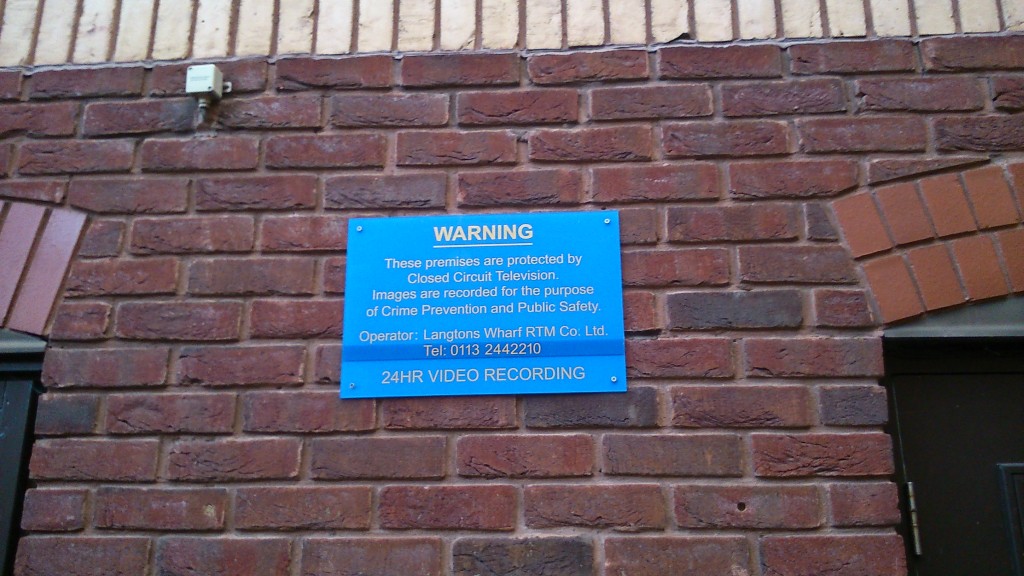 WARNING
These premises are protected by
Closed Circuit Television.
Images are recorded for the purpose
of Crime Prevention and Public Safety.
Operator: Langtons Wharf RTM Co: Ltd.
Tel: 0113 2442210
24HR VIDEO RECORDING